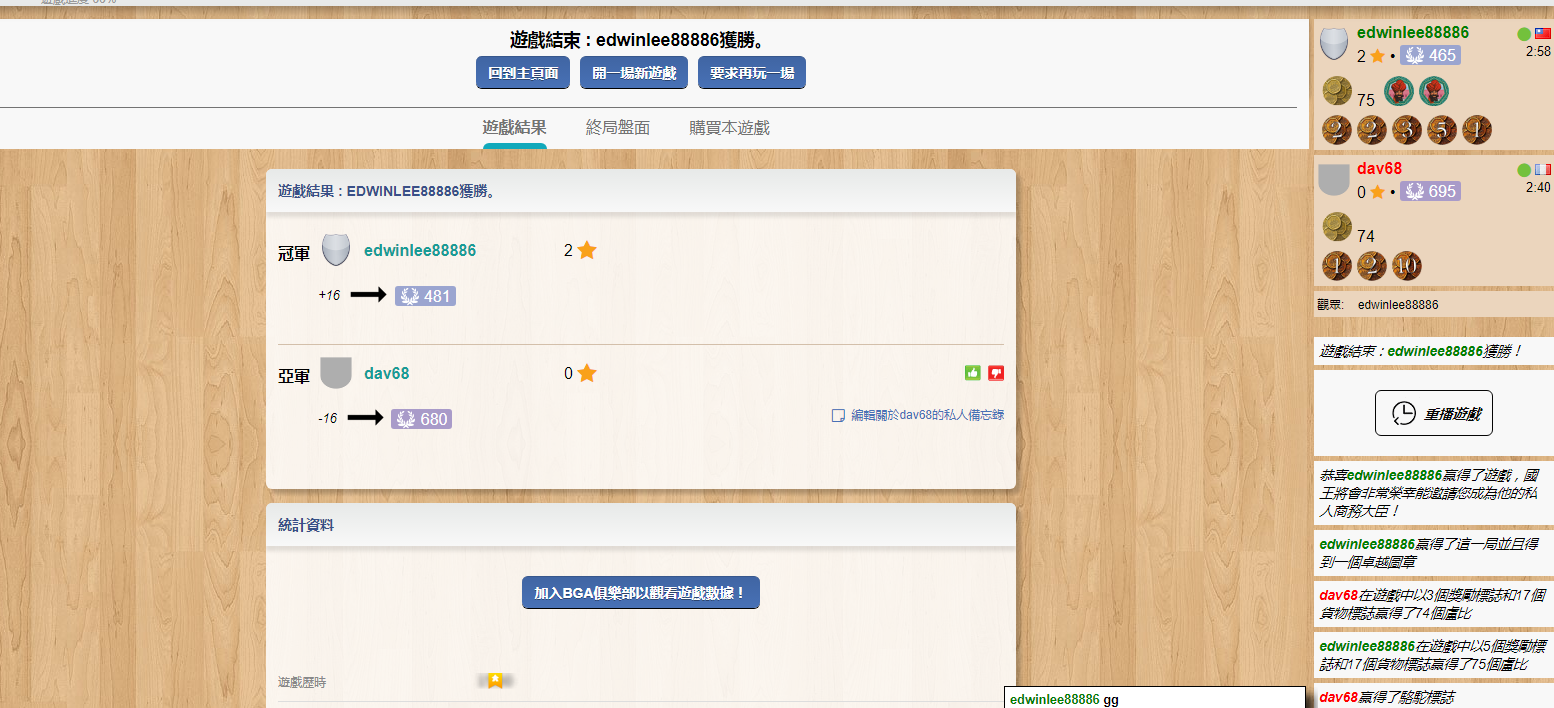 遊戲進度 80%
遊戲結束：edwinlee88886獲勝。
回到主頁面 開一場新遊戲 要求再玩一場
遊戲結果 終局盤面 購買本遊戲
遊戲結果：EDWINLEE88886獲勝。
冠軍 edwinlee88886 2
+16 481
亞軍 dav68 0
-16 680
編輯關於dav68的私人備忘錄
統計資料
加入BGA俱樂部以觀看遊戲數據！
遊戲歷時
edwinlee88886 gg
edwinlee88886
2 • 465 2:58
75
2 2 3 5 1
dav68
0 • 695 2:40
74
1 2 10
觀眾: edwinlee88886
遊戲結束：edwinlee88886獲勝！
重播遊戲
恭喜edwinlee88886贏得了遊戲，國
王將會非常榮幸能邀請您成為他的私
人商務大臣！
edwinlee88886贏得了這一局並且得
到一個卓越圖章
dav68在遊戲中以3個獎勵標誌和17個
貨物標誌贏得了74個盧比
edwinlee88886在遊戲中以5個獎勵標
誌和17個貨物標誌贏得了75個盧比
dav68贏得了駱駝標誌